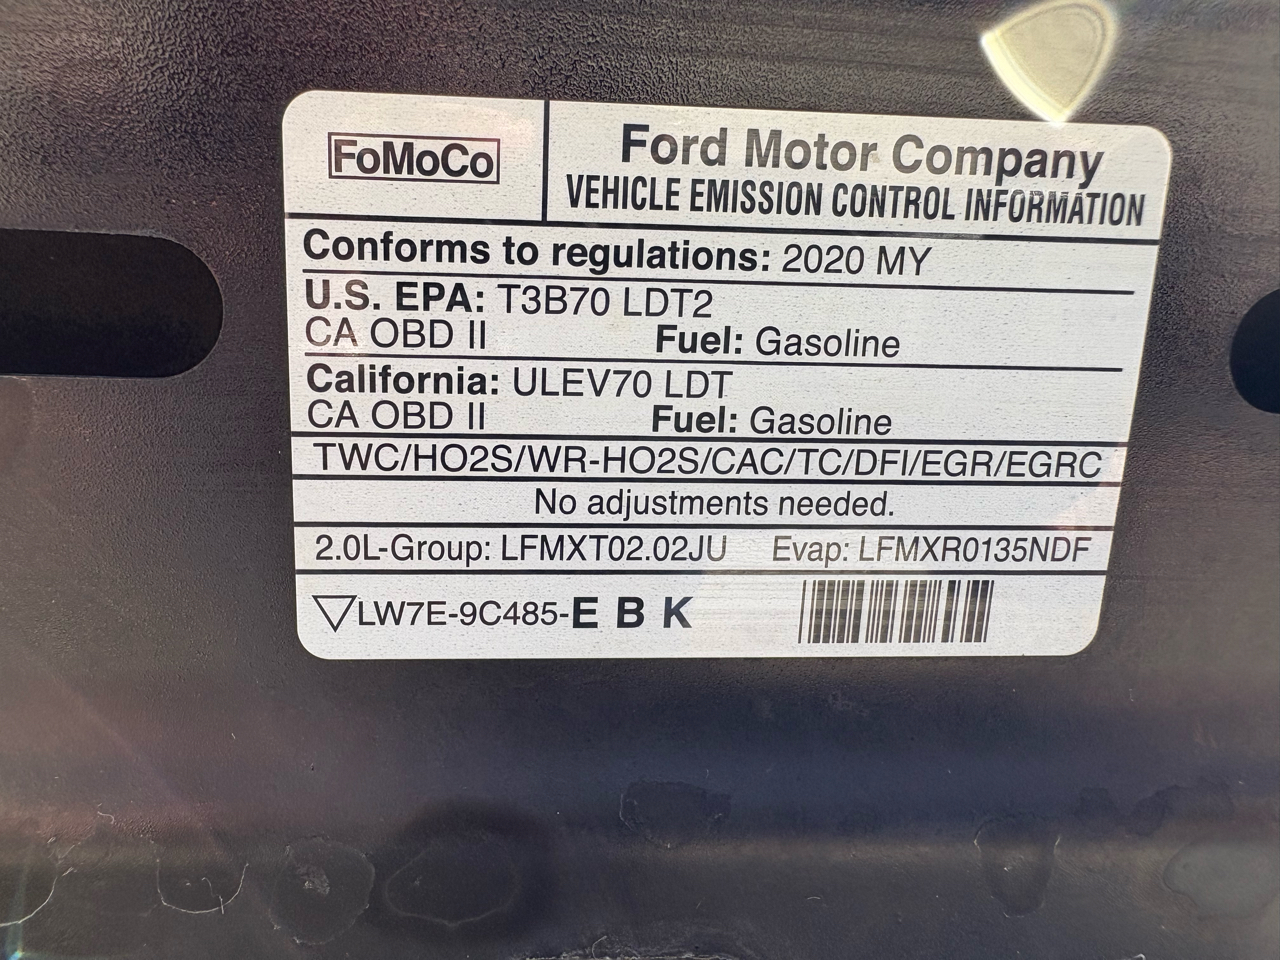 FoMoCo
Ford Motor Company
VEHICLE EMISSION CONTROL INFORMATION
Conforms to regulations: 2020 MY
U.S. EPA: T3B70 LDT2
CA OBD II Fuel: Gasoline
California: ULEV70 LDT
CA OBD II Fuel: Gasoline
TWC/HO2S/WR-HO2S/CAC/TC/DFI/EGR/EGRC
No adjustments needed.
2.0L-Group: LFMXT02.02JU Evap: LFMXR0135NDF
LW7E-9C485-E B K